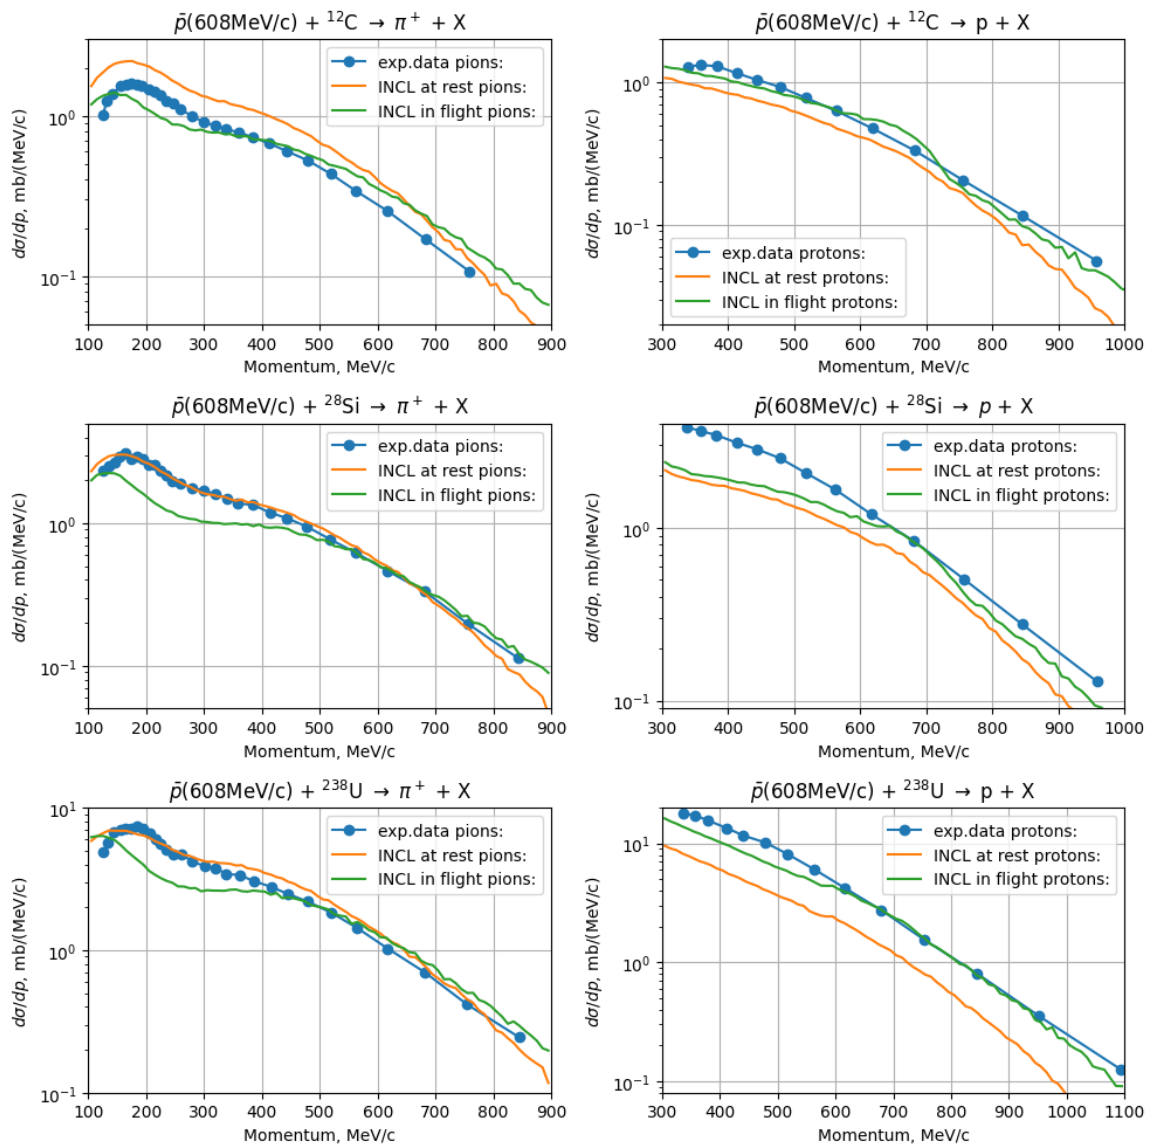 p̄(608MeV/c) + ¹²C → π⁺ + X
dσ/dp, mb/(MeV/c)
10⁰
10⁻¹
exp.data pions:
INCL at rest pions:
INCL in flight pions:
100 200 300 400 500 600 700 800 900
Momentum, MeV/c
p̄(608MeV/c) + ¹²C → p + X
dσ/dp, mb/(MeV/c)
10⁰
10⁻¹
exp.data protons:
INCL at rest protons:
INCL in flight protons:
300 400 500 600 700 800 900 1000
Momentum, MeV/c
p̄(608MeV/c) + ²⁸Si → π⁺ + X
dσ/dp, mb/(MeV/c)
10⁰
10⁻¹
exp.data pions:
INCL at rest pions:
INCL in flight pions:
100 200 300 400 500 600 700 800 900
Momentum, MeV/c
p̄(608MeV/c) + ²⁸Si → p + X
dσ/dp, mb/(MeV/c)
10⁰
10⁻¹
exp.data protons:
INCL at rest protons:
INCL in flight protons:
300 400 500 600 700 800 900 1000
Momentum, MeV/c
p̄(608MeV/c) + ²³⁸U → π⁺ + X
dσ/dp, mb/(MeV/c)
10¹
10⁰
10⁻¹
exp.data pions:
INCL at rest pions:
INCL in flight pions:
100 200 300 400 500 600 700 800 900
Momentum, MeV/c
p̄(608MeV/c) + ²³⁸U → p + X
dσ/dp, mb/(MeV/c)
10¹
10⁰
10⁻¹
exp.data protons:
INCL at rest protons:
INCL in flight protons:
300 400 500 600 700 800 900 1000 1100
Momentum, MeV/c